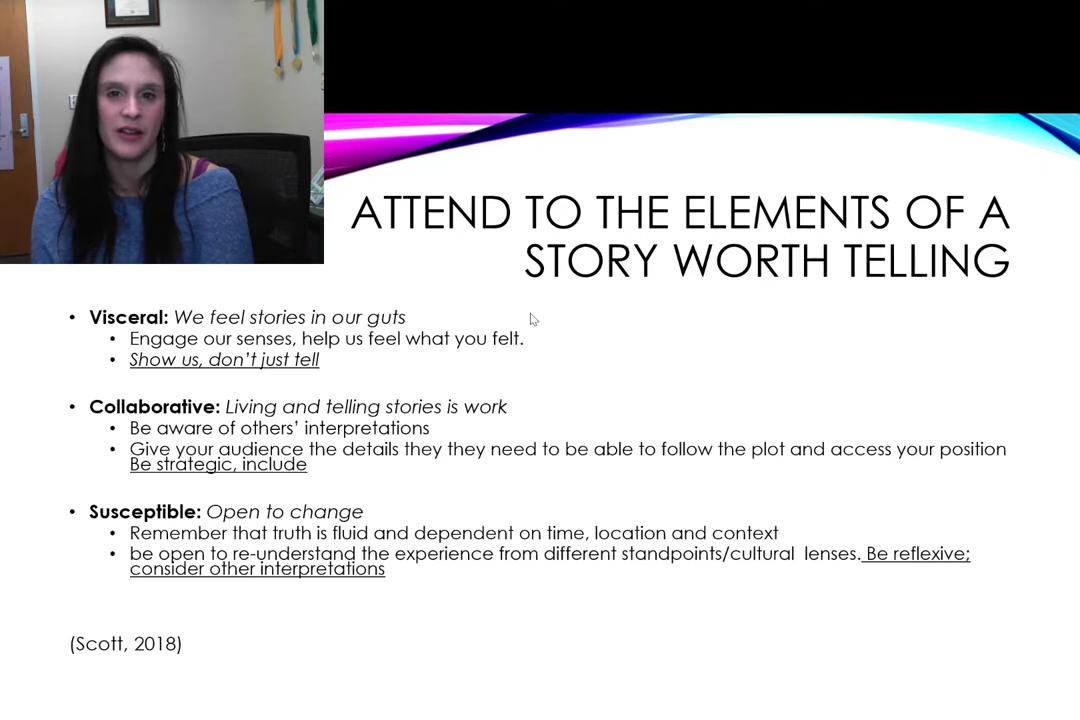 ATTEND TO THE ELEMENTS OF A
STORY WORTH TELLING
• Visceral: We feel stories in our guts
• Engage our senses, help us feel what you felt.
• Show us, don't just tell
• Collaborative: Living and telling stories is work
• Be aware of others' interpretations
• Give your audience the details they they need to be able to follow the plot and access your position
Be strategic, include
• Susceptible: Open to change
• Remember that truth is fluid and dependent on time, location and context
• be open to re-understand the experience from different standpoints/cultural lenses. Be reflexive;
consider other interpretations
(Scott, 2018)